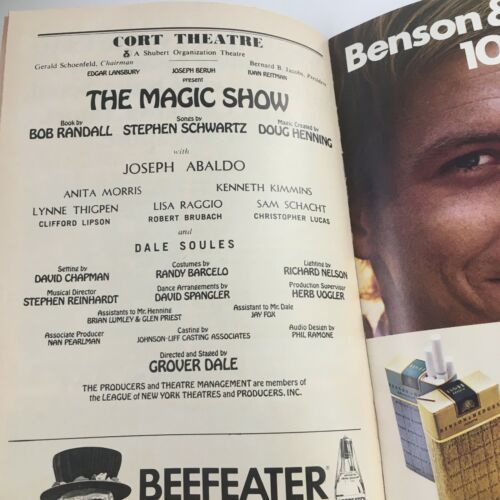 CORT THEATRE
A Shubert Organization Theatre
Gerald Schoenfeld, Chairman
Bernard B. Jacobs, President
EDGAR LANSBURY
JOSEPH BERUH
IVAN REITMAN
present
THE MAGIC SHOW
Book by
BOB RANDALL
Songs by
STEPHEN SCHWARTZ
Magic Created by
DOUG HENNING
with
JOSEPH ABALDO
ANITA MORRIS
KENNETH KIMMINS
LYNNE THIGPEN
LISA RAGGIO
SAM SCHACHT
CLIFFORD LIPSON
ROBERT BRUBACH
CHRISTOPHER LUCAS
and
DALE SOULES
Setting by
DAVID CHAPMAN
Costumes by
RANDY BARCELO
Lighting by
RICHARD NELSON
Musical Director
STEPHEN REINHARDT
Dance Arrangements by
DAVID SPANGLER
Production Supervisor
HERB VOGLER
Assistants to Mr. Henning
BRIAN LUMLEY & GLEN PRIEST
Assistant to Mr. Dale
JAY FOX
Associate Producer
NAN PEARLMAN
Casting by
JOHNSON-LIFF CASTING ASSOCIATES
Audio Design by
PHIL RAMONE
Directed and Staged by
GROVER DALE
THE PRODUCERS and THEATRE MANAGEMENT are members of
the LEAGUE OF NEW YORK THEATRES and PRODUCERS, INC.
BEEFEATER
Benson &
10